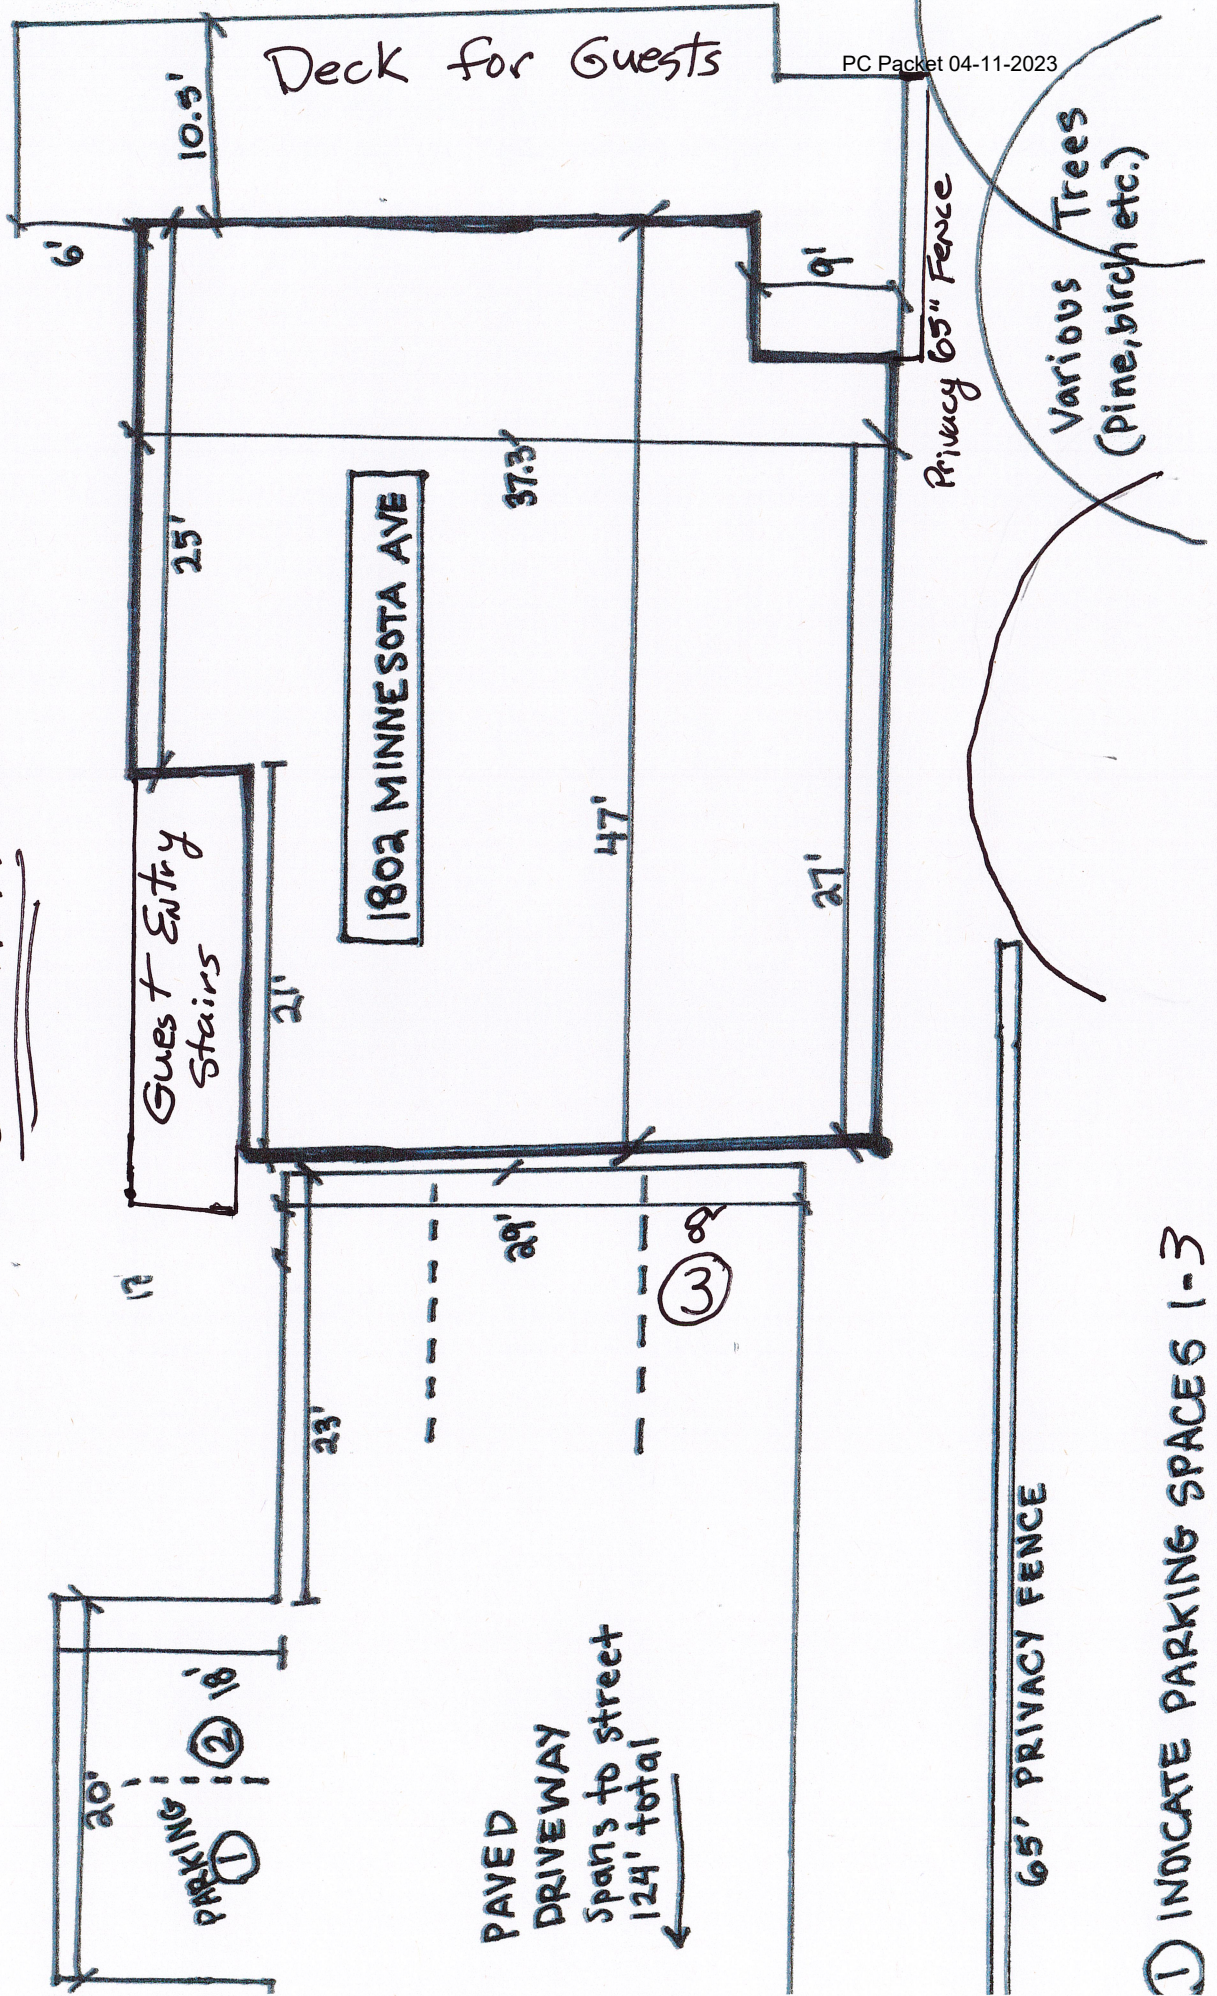 PC Packet 04-11-2023
Deck for Guests
10.5'
6'
25'
37.3'
9'
Privacy 65" Fence
Various Trees
(Pine, birch etc.)
1802 MINNESOTA AVE
47'
27'
Guest Entry
Stairs
21'
17
29'
3
23'
20'
PARKING
1
2
18'
PAVED
DRIVEWAY
Spans to street
124' total
65' PRIVACY FENCE
1 INDICATE PARKING SPACES 1-3